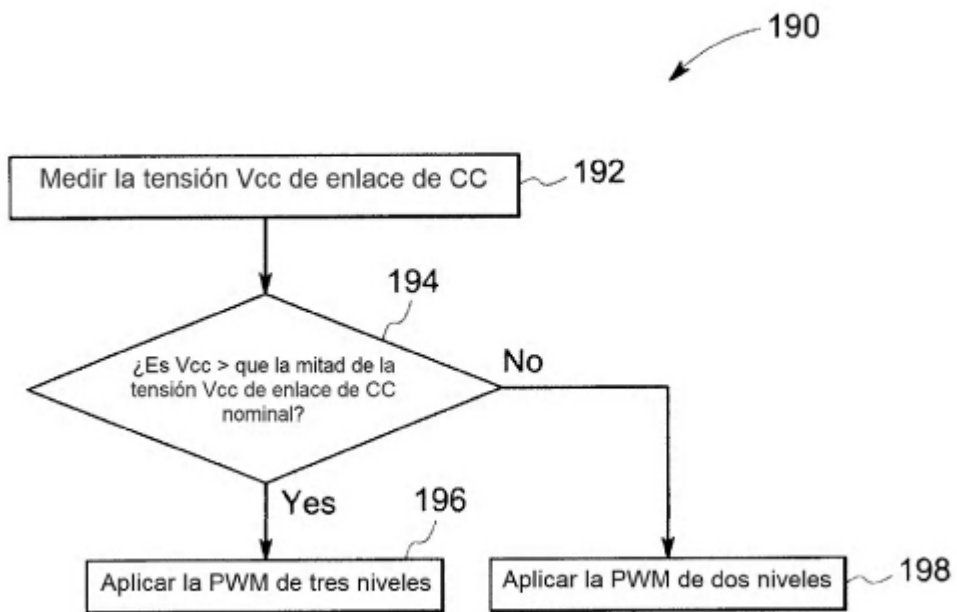 190
Medir la tensión Vcc de enlace de CC
192
194
¿Es Vcc > que la mitad de la
tensión Vcc de enlace de CC
nominal?
No
Yes
196
Aplicar la PWM de tres niveles
Aplicar la PWM de dos niveles
198